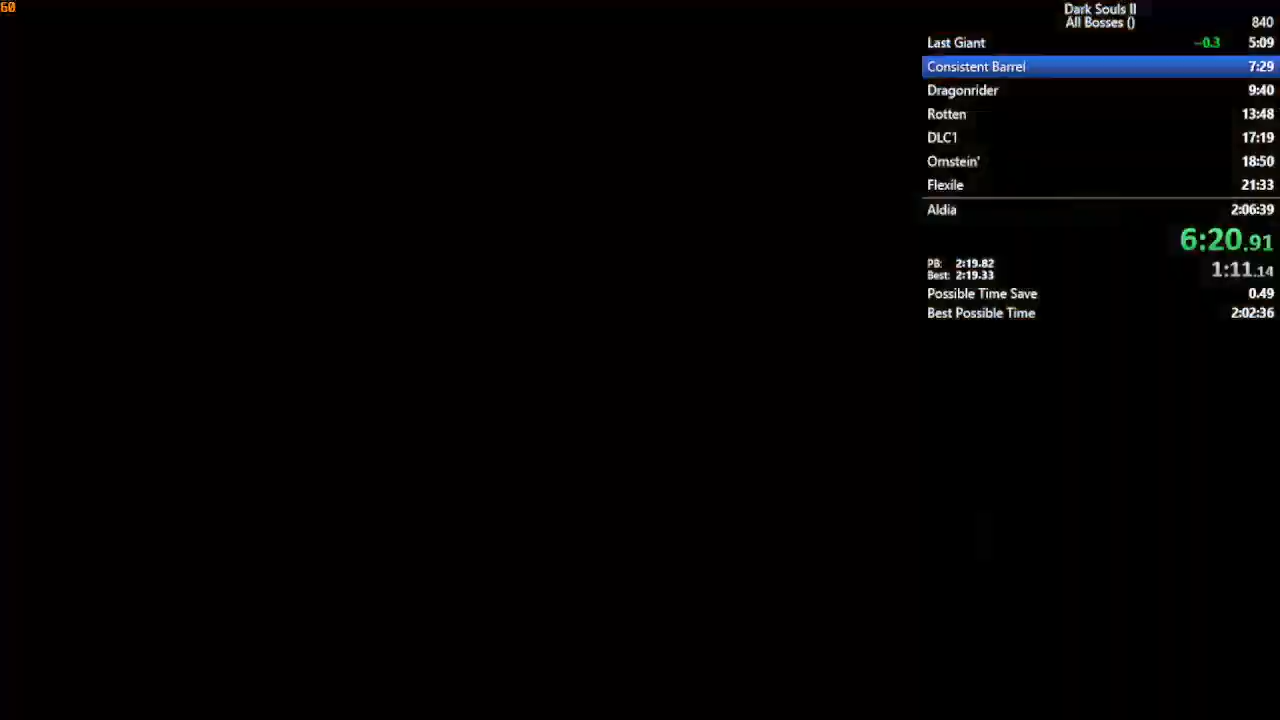 60
Dark Souls II
All Bosses ()
840
Last Giant -0.3 5:09
Consistent Barrel 7:29
Dragonrider 9:40
Rotten 13:48
DLC1 17:19
Ornstein' 18:50
Flexile 21:33
Aldia 2:06:39
6:20.91
PB: 2:19.82
1:11.14
Best: 2:19.33
Possible Time Save 0.49
Best Possible Time 2:02:36